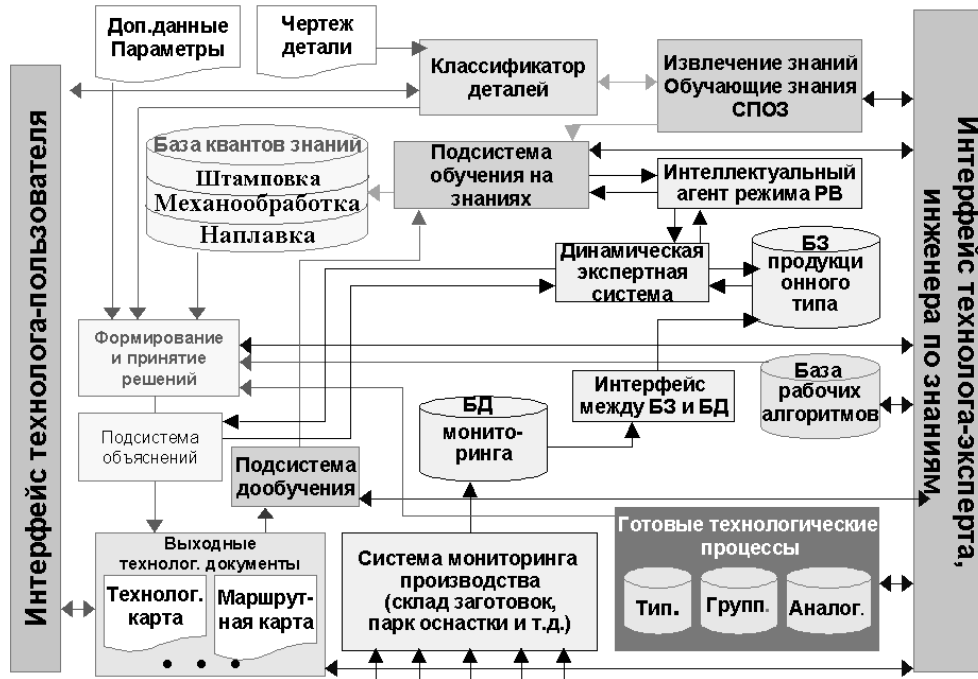 Доп.данные
Параметры
Чертеж
детали
Классификатор
деталей
Извлечение знаний
Обучающие знания
СПОЗ
Интерфейс технолога-пользователя
Интерфейс технолога-эксперта,
инженера по знаниям
База квантов знаний
Штамповка
Механообработка
Наплавка
Подсистема
обучения на
знаниях
Интеллектуальный
агент режима РВ
Динамическая
экспертная
система
БЗ
продукци
онного
типа
Формирование
и принятие
решений
Интерфейс
между БЗ и БД
База
рабочих
алгоритмов
БД
монито-
ринга
Подсистема
объяснений
Подсистема
дообучения
Готовые технологические
процессы
Тип.
Групп.
Аналог.
Выходные
технолог. документы
Технолог.
карта
Маршрут-
ная карта
• • •
Система мониторинга
производства
(склад заготовок,
парк оснастки и т.д.)